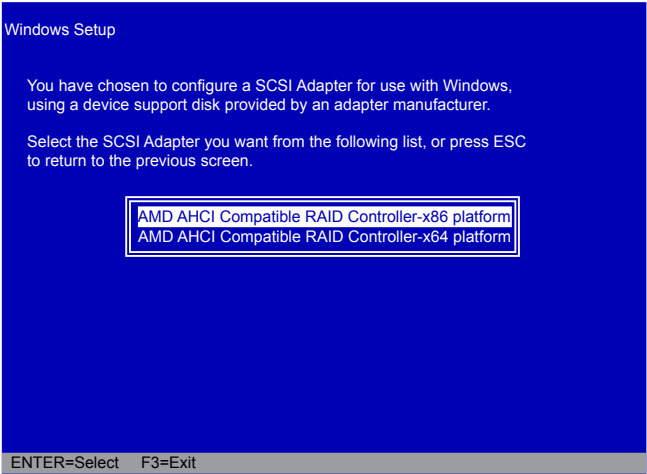 Windows Setup
You have chosen to configure a SCSI Adapter for use with Windows,
using a device support disk provided by an adapter manufacturer.
Select the SCSI Adapter you want from the following list, or press ESC
to return to the previous screen.
AMD AHCI Compatible RAID Controller-x86 platform
AMD AHCI Compatible RAID Controller-x64 platform
ENTER=Select F3=Exit